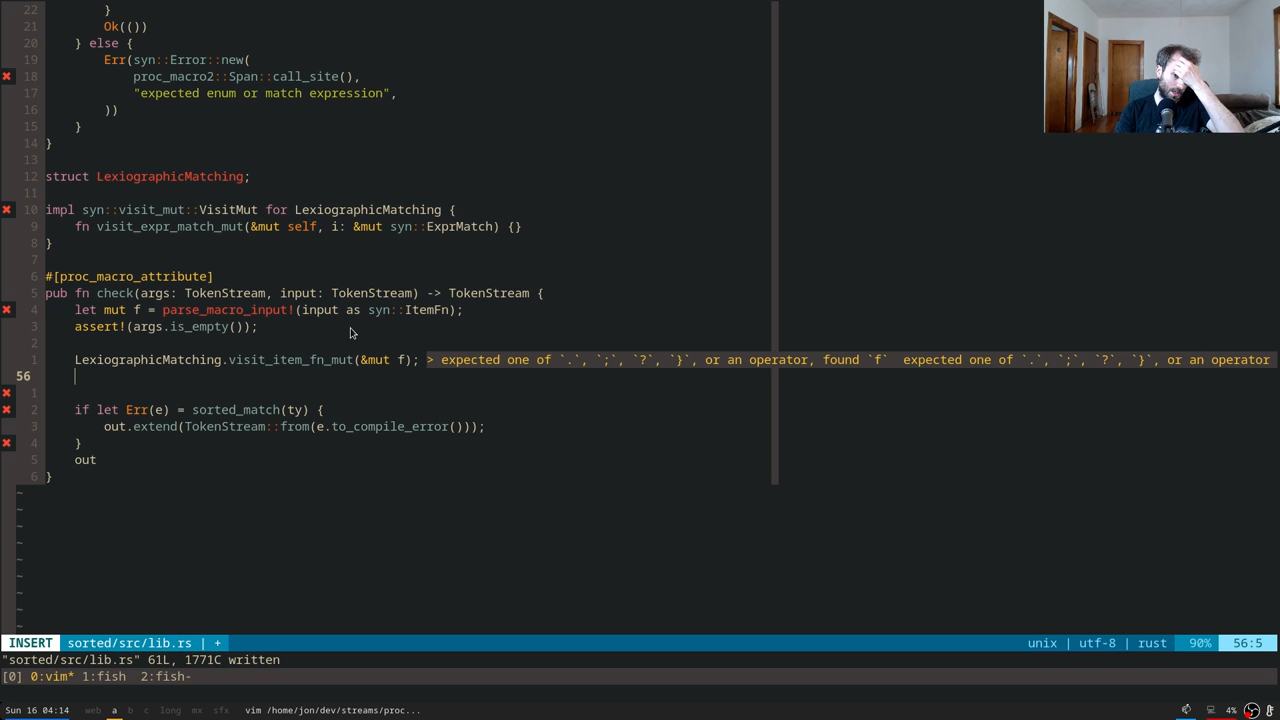 22         }
21         Ok(())
20     } else {
19         Err(syn::Error::new(
✖ 18             proc_macro2::Span::call_site(),
17             "expected enum or match expression",
16         ))
15     }
14 }
13
12 struct LexiographicMatching;
11
✖ 10 impl syn::visit_mut::VisitMut for LexiographicMatching {
9     fn visit_expr_match_mut(&mut self, i: &mut syn::ExprMatch) {}
8 }
7
6 #[proc_macro_attribute]
5 pub fn check(args: TokenStream, input: TokenStream) -> TokenStream {
✖ 4     let mut f = parse_macro_input!(input as syn::ItemFn);
3     assert!(args.is_empty());
2
1     LexiographicMatching.visit_item_fn_mut(&mut f); > expected one of `.`, `;`, `?`, `}`, or an operator, found `f`  expected one of `.`, `;`, `?`, `}`, or an operator
56
✖ 1
✖ 2     if let Err(e) = sorted_match(ty) {
3         out.extend(TokenStream::from(e.to_compile_error()));
✖ 4     }
5     out
6 }
~
~
~
~
~
~
~
~
~
INSERT sorted/src/lib.rs | + unix | utf-8 | rust 90% 56:5
"sorted/src/lib.rs" 61L, 1771C written
[0] 0:vim* 1:fish  2:fish-
Sun 16 04:14 web a b c long mx sfx vim /home/jon/dev/streams/proc... 4%